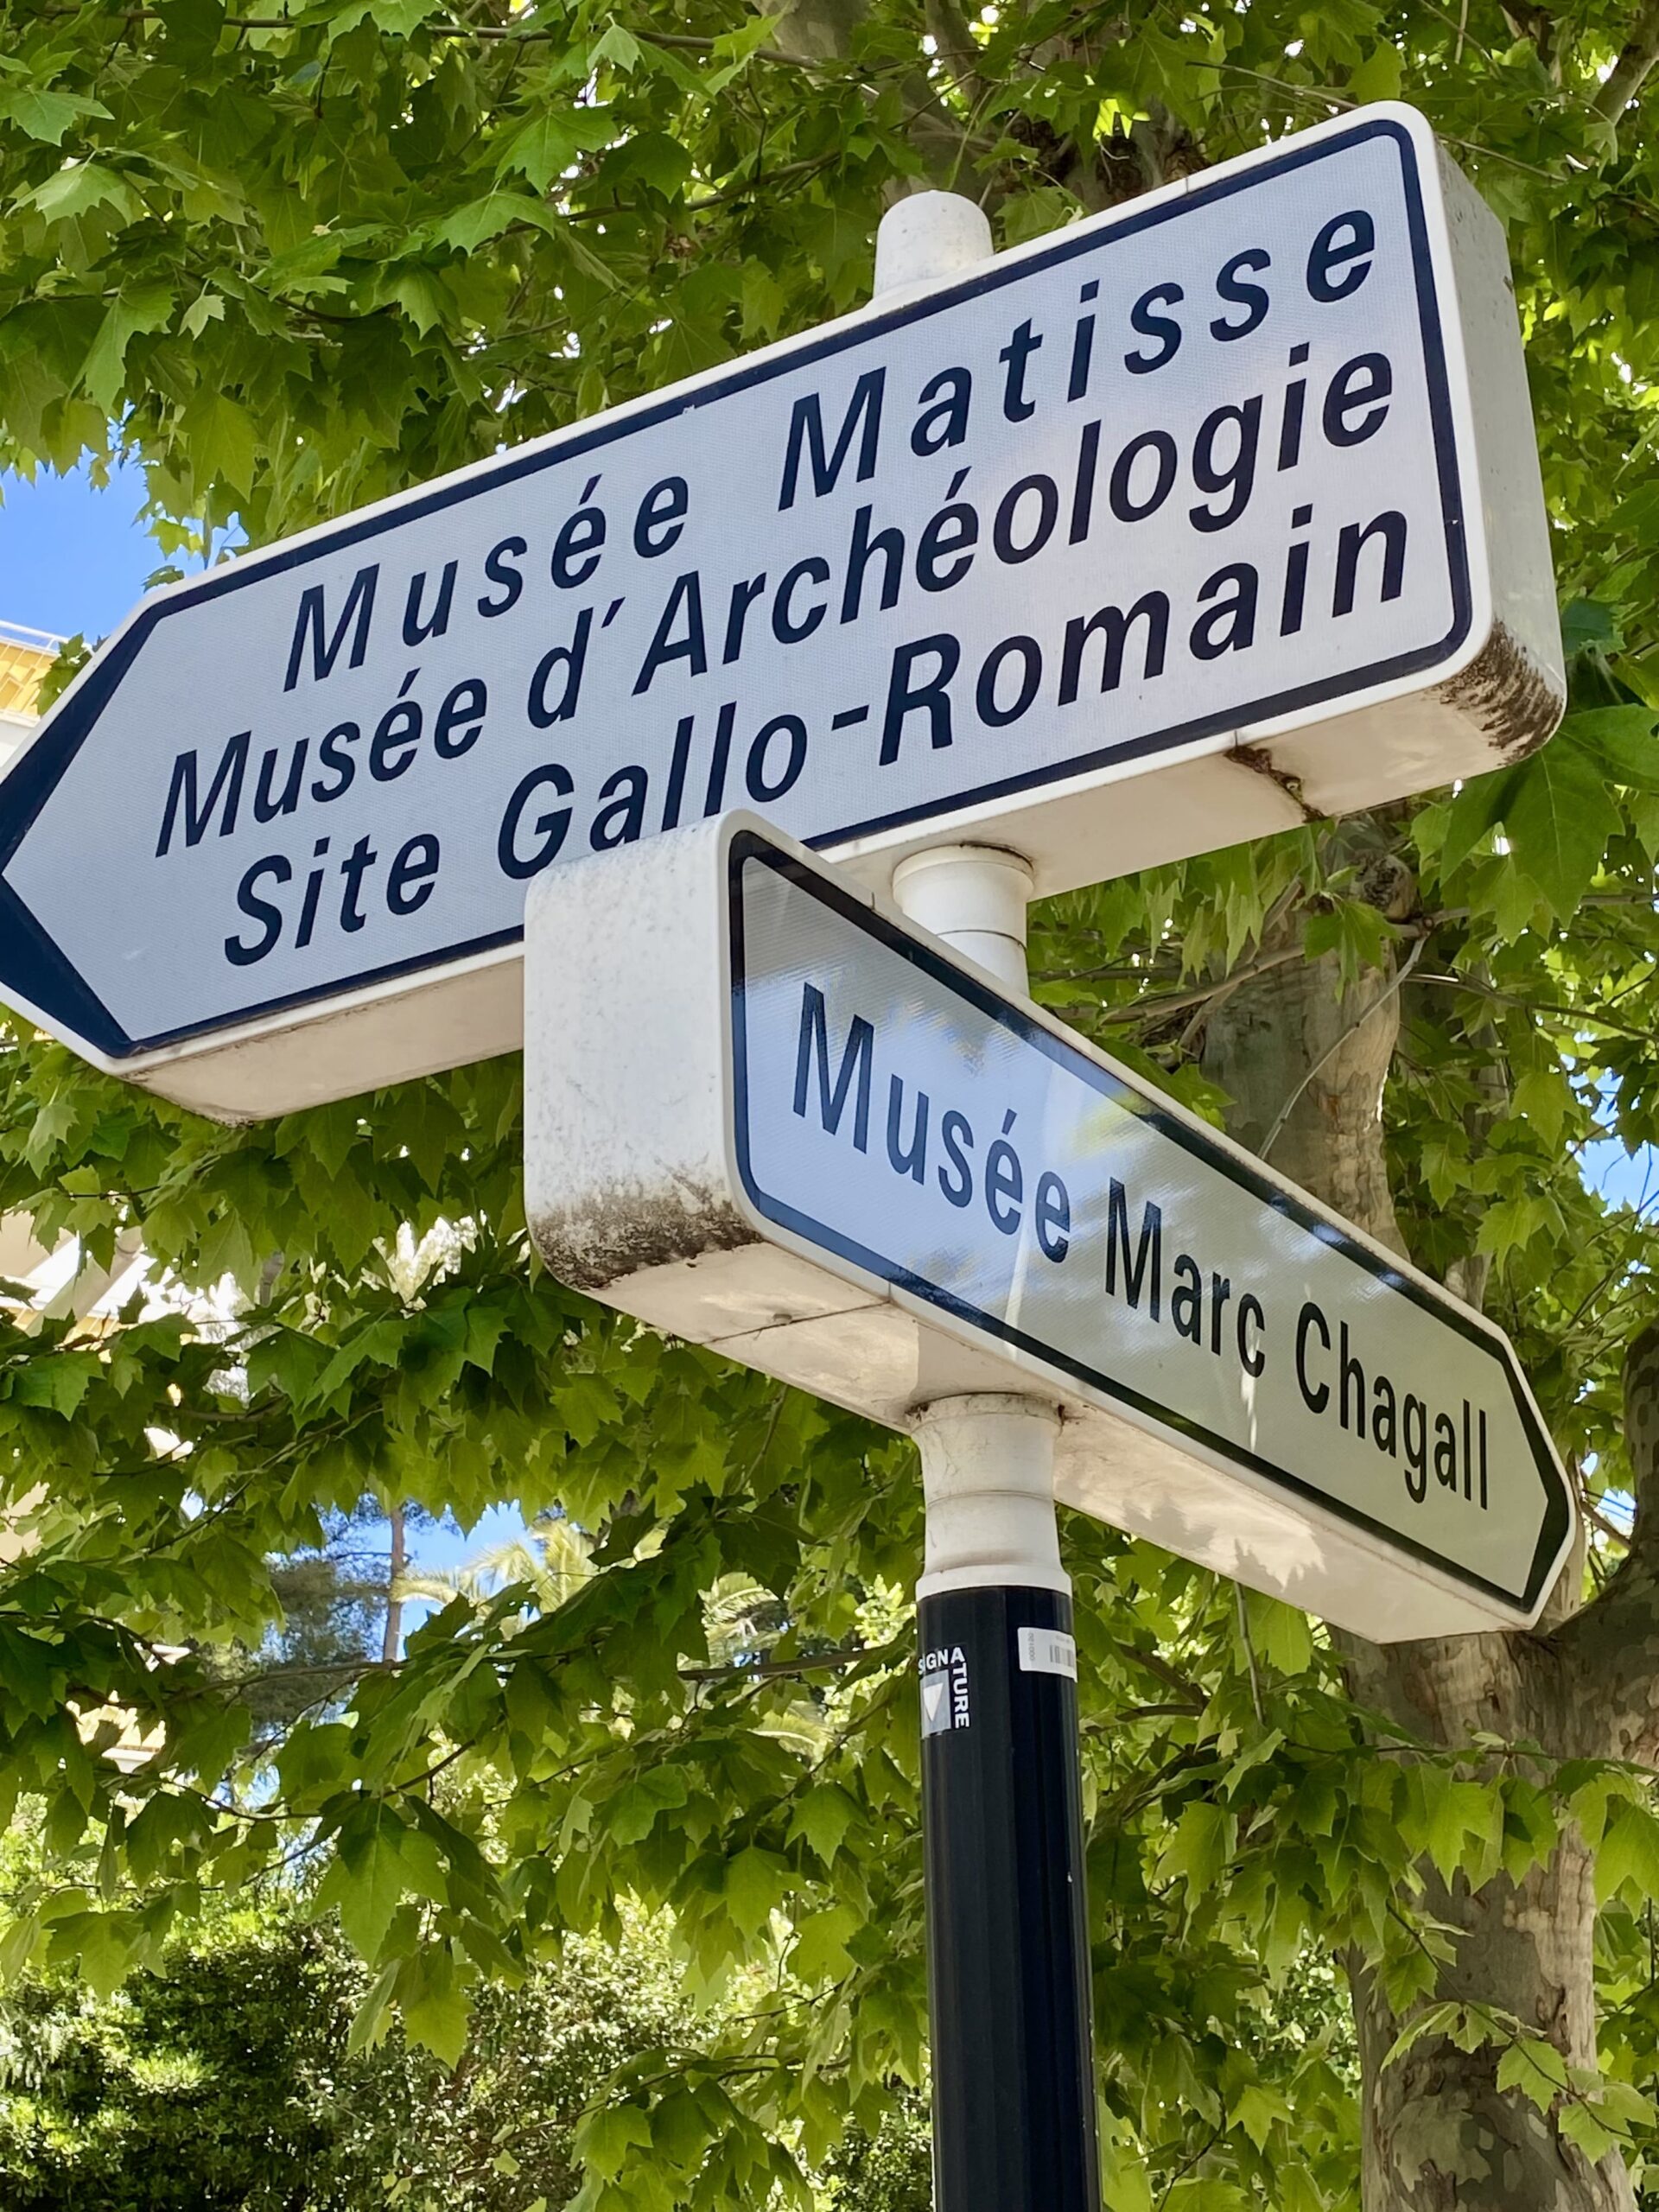 Musée Matisse
Musée d'Archéologie
Site Gallo-Romain
Musée Marc Chagall
SIGNATURE